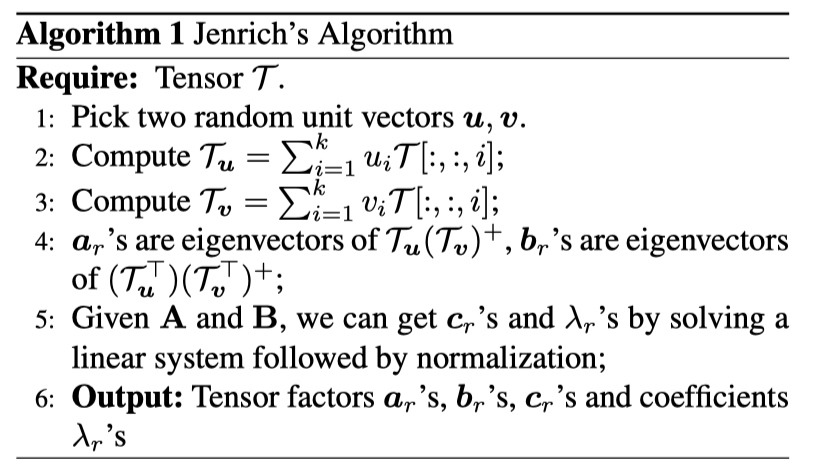 Algorithm 1 Jenrich's Algorithm
Require: Tensor 𝒯.
1: Pick two random unit vectors u, v.
2: Compute 𝒯_u = ∑_{i=1}^{k} u_i 𝒯[:, :, i];
3: Compute 𝒯_v = ∑_{i=1}^{k} v_i 𝒯[:, :, i];
4: a_r's are eigenvectors of 𝒯_u(𝒯_v)^+, b_r's are eigenvectors
of (𝒯_u^⊤)(𝒯_v^⊤)^+;
5: Given A and B, we can get c_r's and λ_r's by solving a
linear system followed by normalization;
6: Output: Tensor factors a_r's, b_r's, c_r's and coefficients
λ_r's